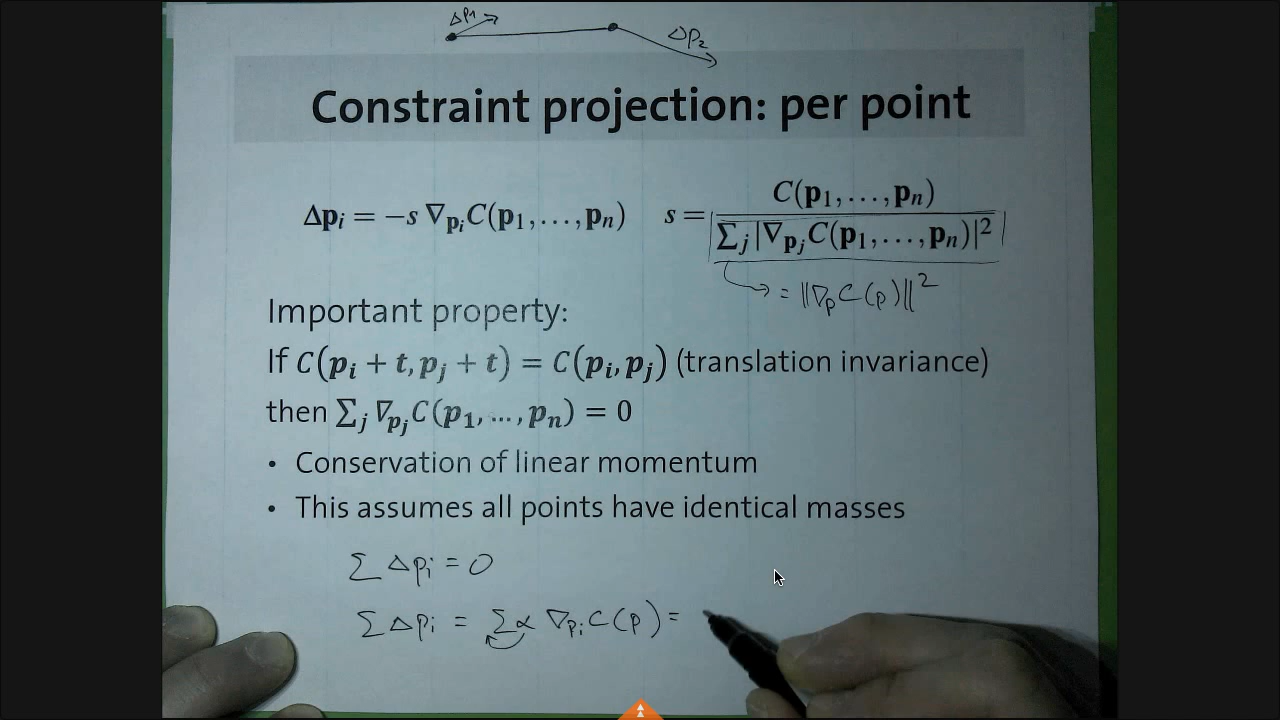 Δp₁ Δp₂
Constraint projection: per point
Δpᵢ = −s ∇pᵢC(p₁,...,pₙ) s = C(p₁,...,pₙ) / ∑ⱼ|∇pⱼC(p₁,...,pₙ)|²
= ‖∇ₚC(p)‖²
Important property:
If C(pᵢ + t, pⱼ + t) = C(pᵢ, pⱼ) (translation invariance)
then ∑ⱼ ∇pⱼC(p₁, ..., pₙ) = 0
• Conservation of linear momentum
• This assumes all points have identical masses
∑ Δpᵢ = 0
∑ Δpᵢ = ∑ α ∇pᵢC(p) =